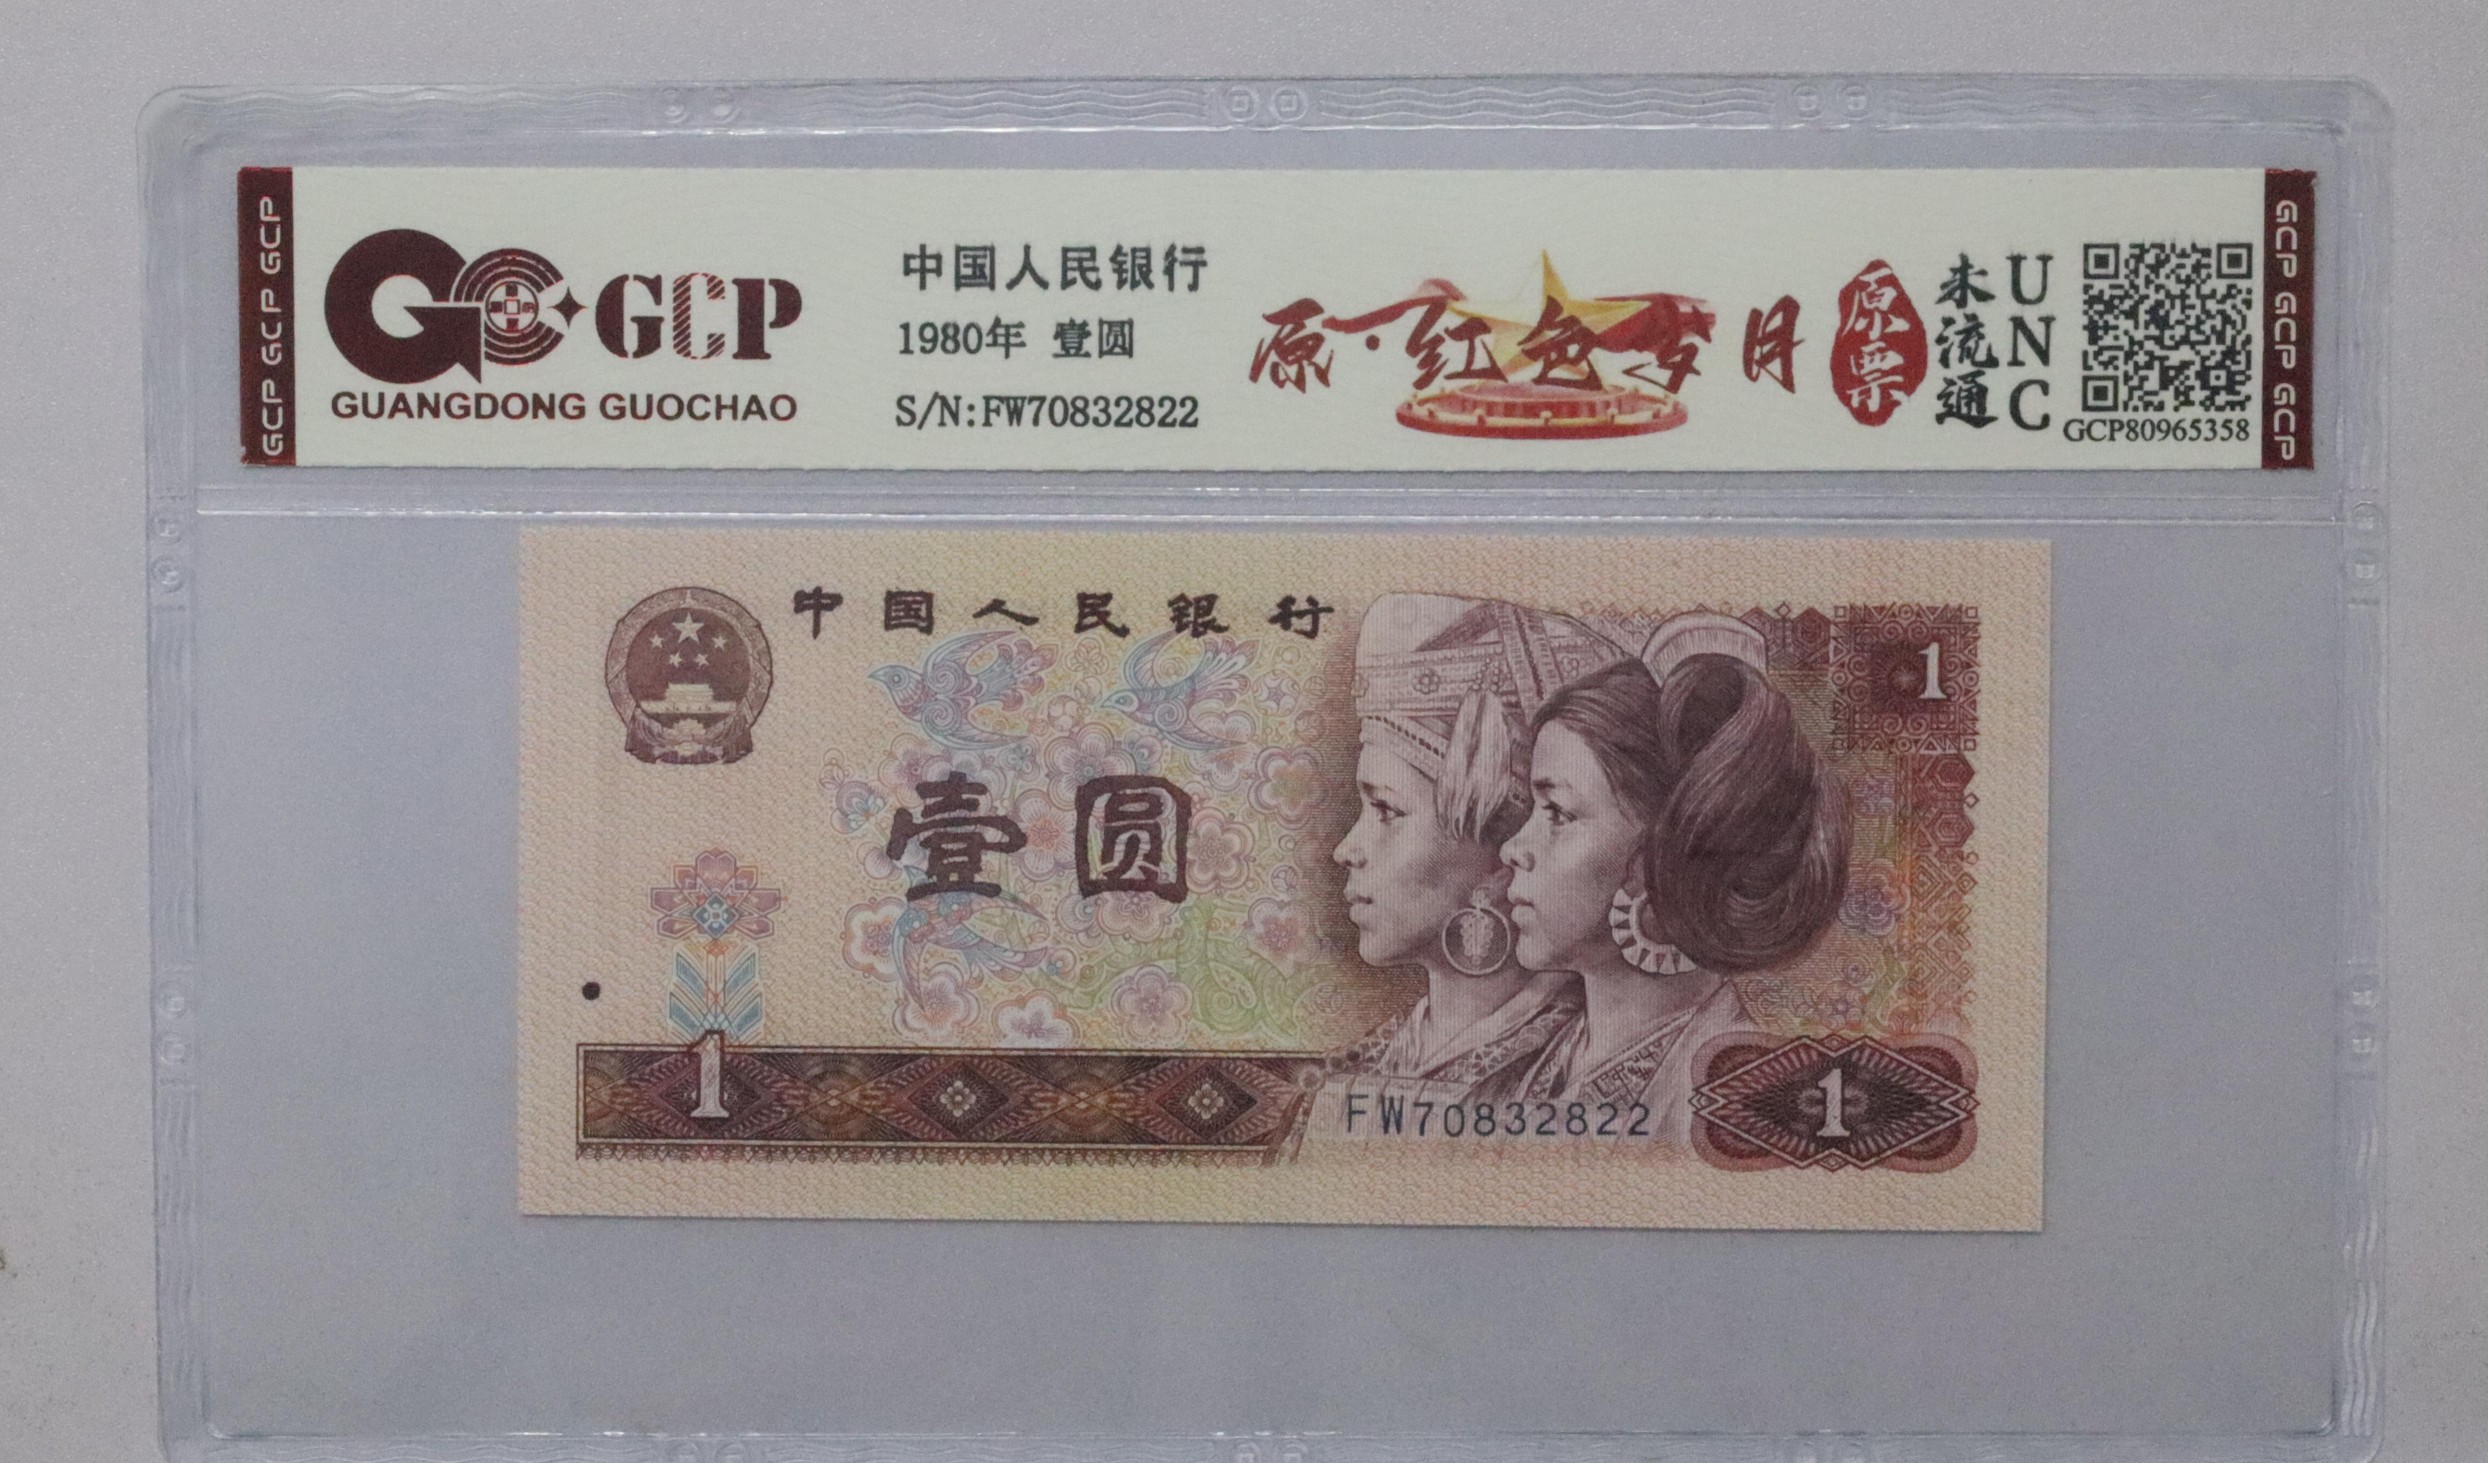 GCP GCP GCP
GCP
GUANGDONG GUOCHAO
中国人民银行
1980年 壹圆
S/N:FW70832822
原·红色岁月
原票
未流通
UNC
GCP80965358
GCP GCP GCP
中国人民银行
1
壹圆
1
FW70832822
1